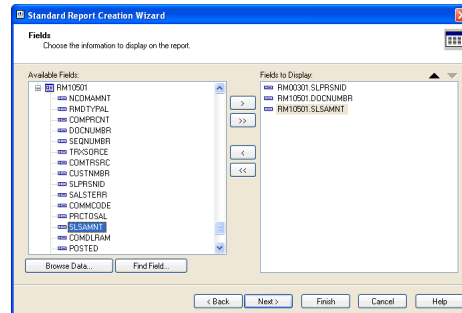 Standard Report Creation Wizard
Fields
Choose the information to display on the report.
Available Fields:
RM10501
NCOMAMNT
RMDTYPAL
COMPRCNT
DOCNUMBR
SEQNUMBR
TRXSORCE
COMTRSRC
CUSTNMBR
SLPRSNID
SALSTERR
COMMCODE
PRCTOSAL
SLSAMNT
COMDLRAM
POSTED
>
>>
<
<<
Fields to Display:
RM00301.SLPRSNID
RM10501.DOCNUMBR
RM10501.SLSAMNT
Browse Data... Find Field...
< Back Next > Finish Cancel Help